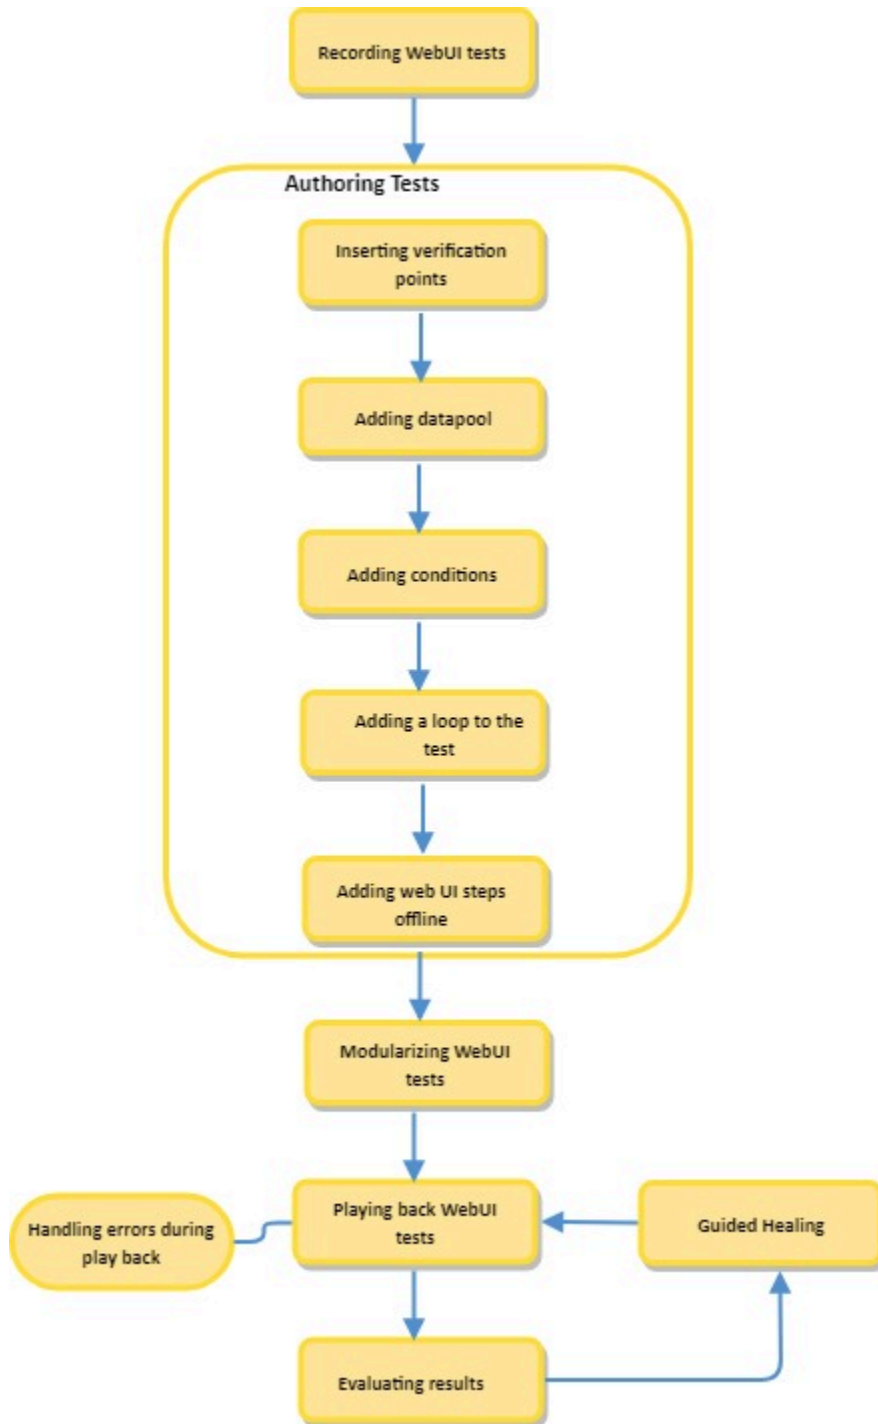 Recording WebUI tests
Authoring Tests
Inserting verification
points
Adding datapool
Adding conditions
Adding a loop to the
test
Adding web UI steps
offline
Modularizing WebUI
tests
Playing back WebUI
tests
Handling errors during
play back
Guided Healing
Evaluating results